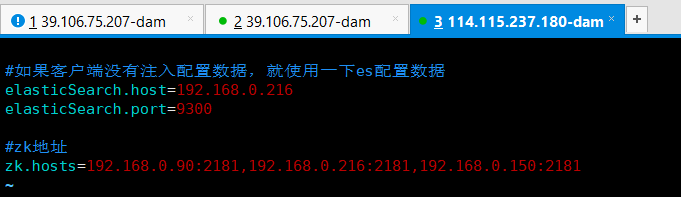 1 39.106.75.207-dam
2 39.106.75.207-dam
3 114.115.237.180-dam
#如果客户端没有注入配置数据，就使用一下es配置数据
elasticSearch.host=192.168.0.216
elasticSearch.port=9300
#zk地址
zk.hosts=192.168.0.90:2181,192.168.0.216:2181,192.168.0.150:2181
~